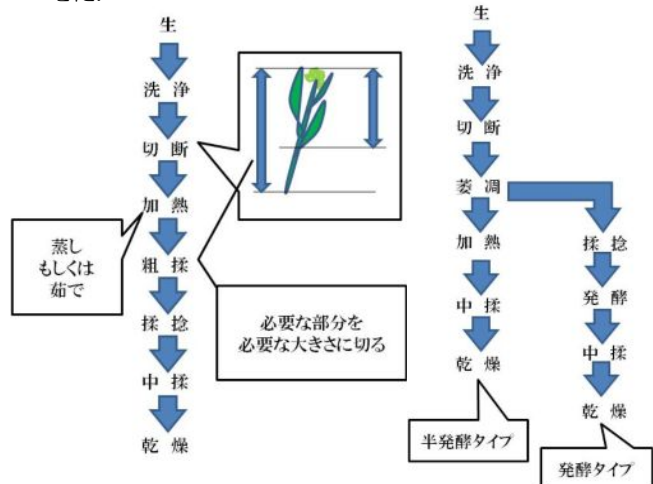 生
洗浄
切断
加熱
粗揉
揉捻
中揉
乾燥
蒸し
もしくは
茹で
必要な部分を
必要な大きさに切る
生
洗浄
切断
萎凋
加熱
中揉
乾燥
半発酵タイプ
揉捻
発酵
中揉
乾燥
発酵タイプ